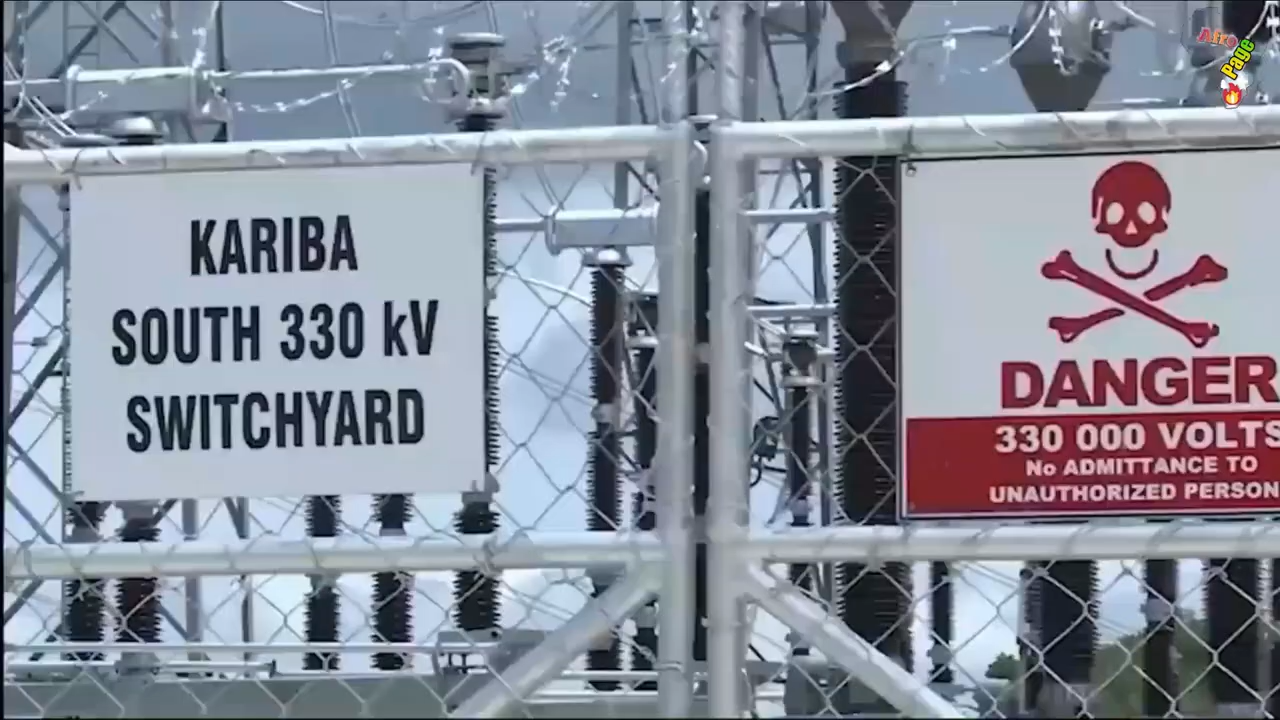 KARIBA
SOUTH 330 kV
SWITCHYARD
DANGER
330 000 VOLTS
No ADMITTANCE TO
UNAUTHORIZED PERSON
Afro
Page